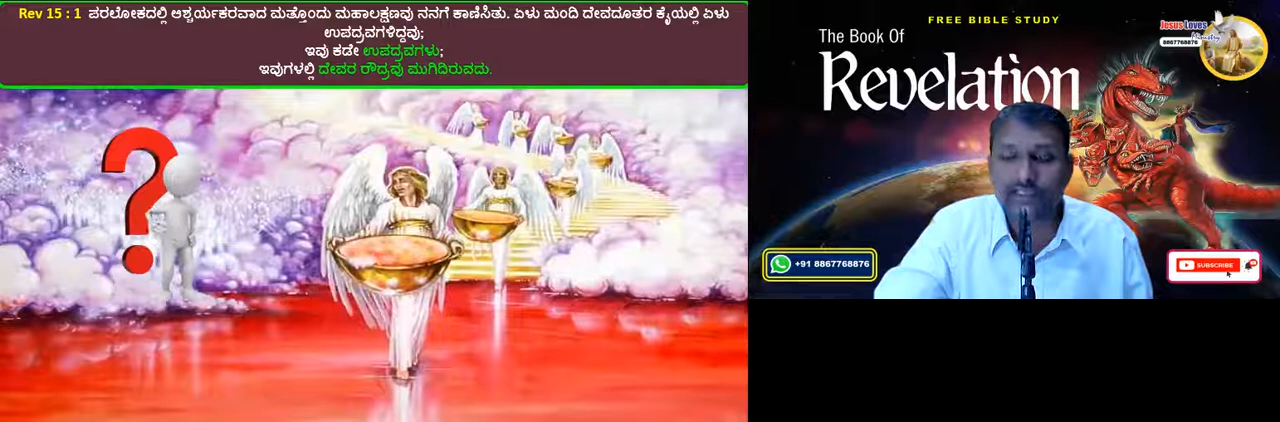 Rev 15 : 1 ಪರಲೋಕದಲ್ಲಿ ಆಶ್ಚರ್ಯಕರವಾದ ಮತ್ತೊಂದು ಮಹಾಲಕ್ಷಣವು ನನಗೆ ಕಾಣಿಸಿತು. ಏಳು ಮಂದಿ ದೇವದೂತರ ಕೈಯಲ್ಲಿ ಏಳು
ಉಪದ್ರವಗಳಿದ್ದವು;
ಇವು ಕಡೇ ಉಪದ್ರವಗಳು;
ಇವುಗಳಲ್ಲಿ ದೇವರ ರೌದ್ರವು ಮುಗಿದಿರುವದು.
FREE BIBLE STUDY
The Book Of
Revelation
Jesus Loves
Ministry
8867768876
+91 8867768876
SUBSCRIBE